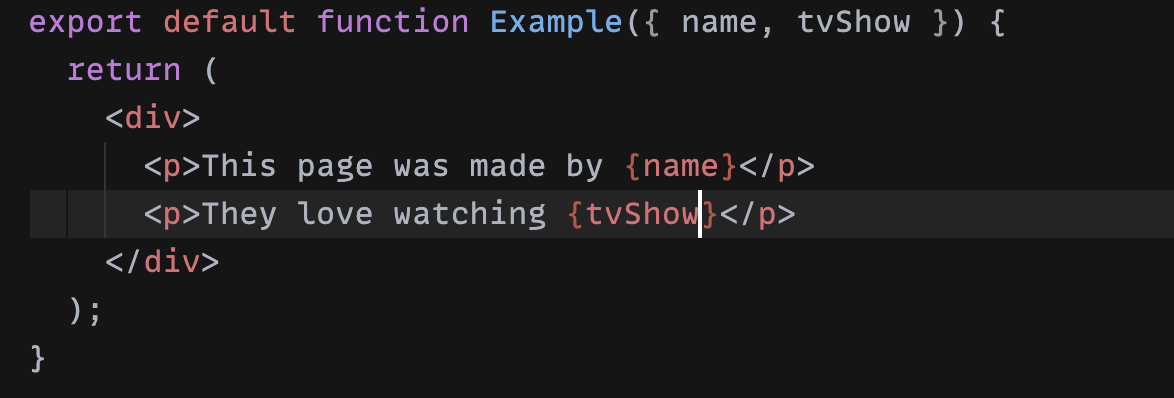 export default function Example({ name, tvShow }) {
  return (
    <div>
      <p>This page was made by {name}</p>
      <p>They love watching {tvShow}</p>
    </div>
  );
}